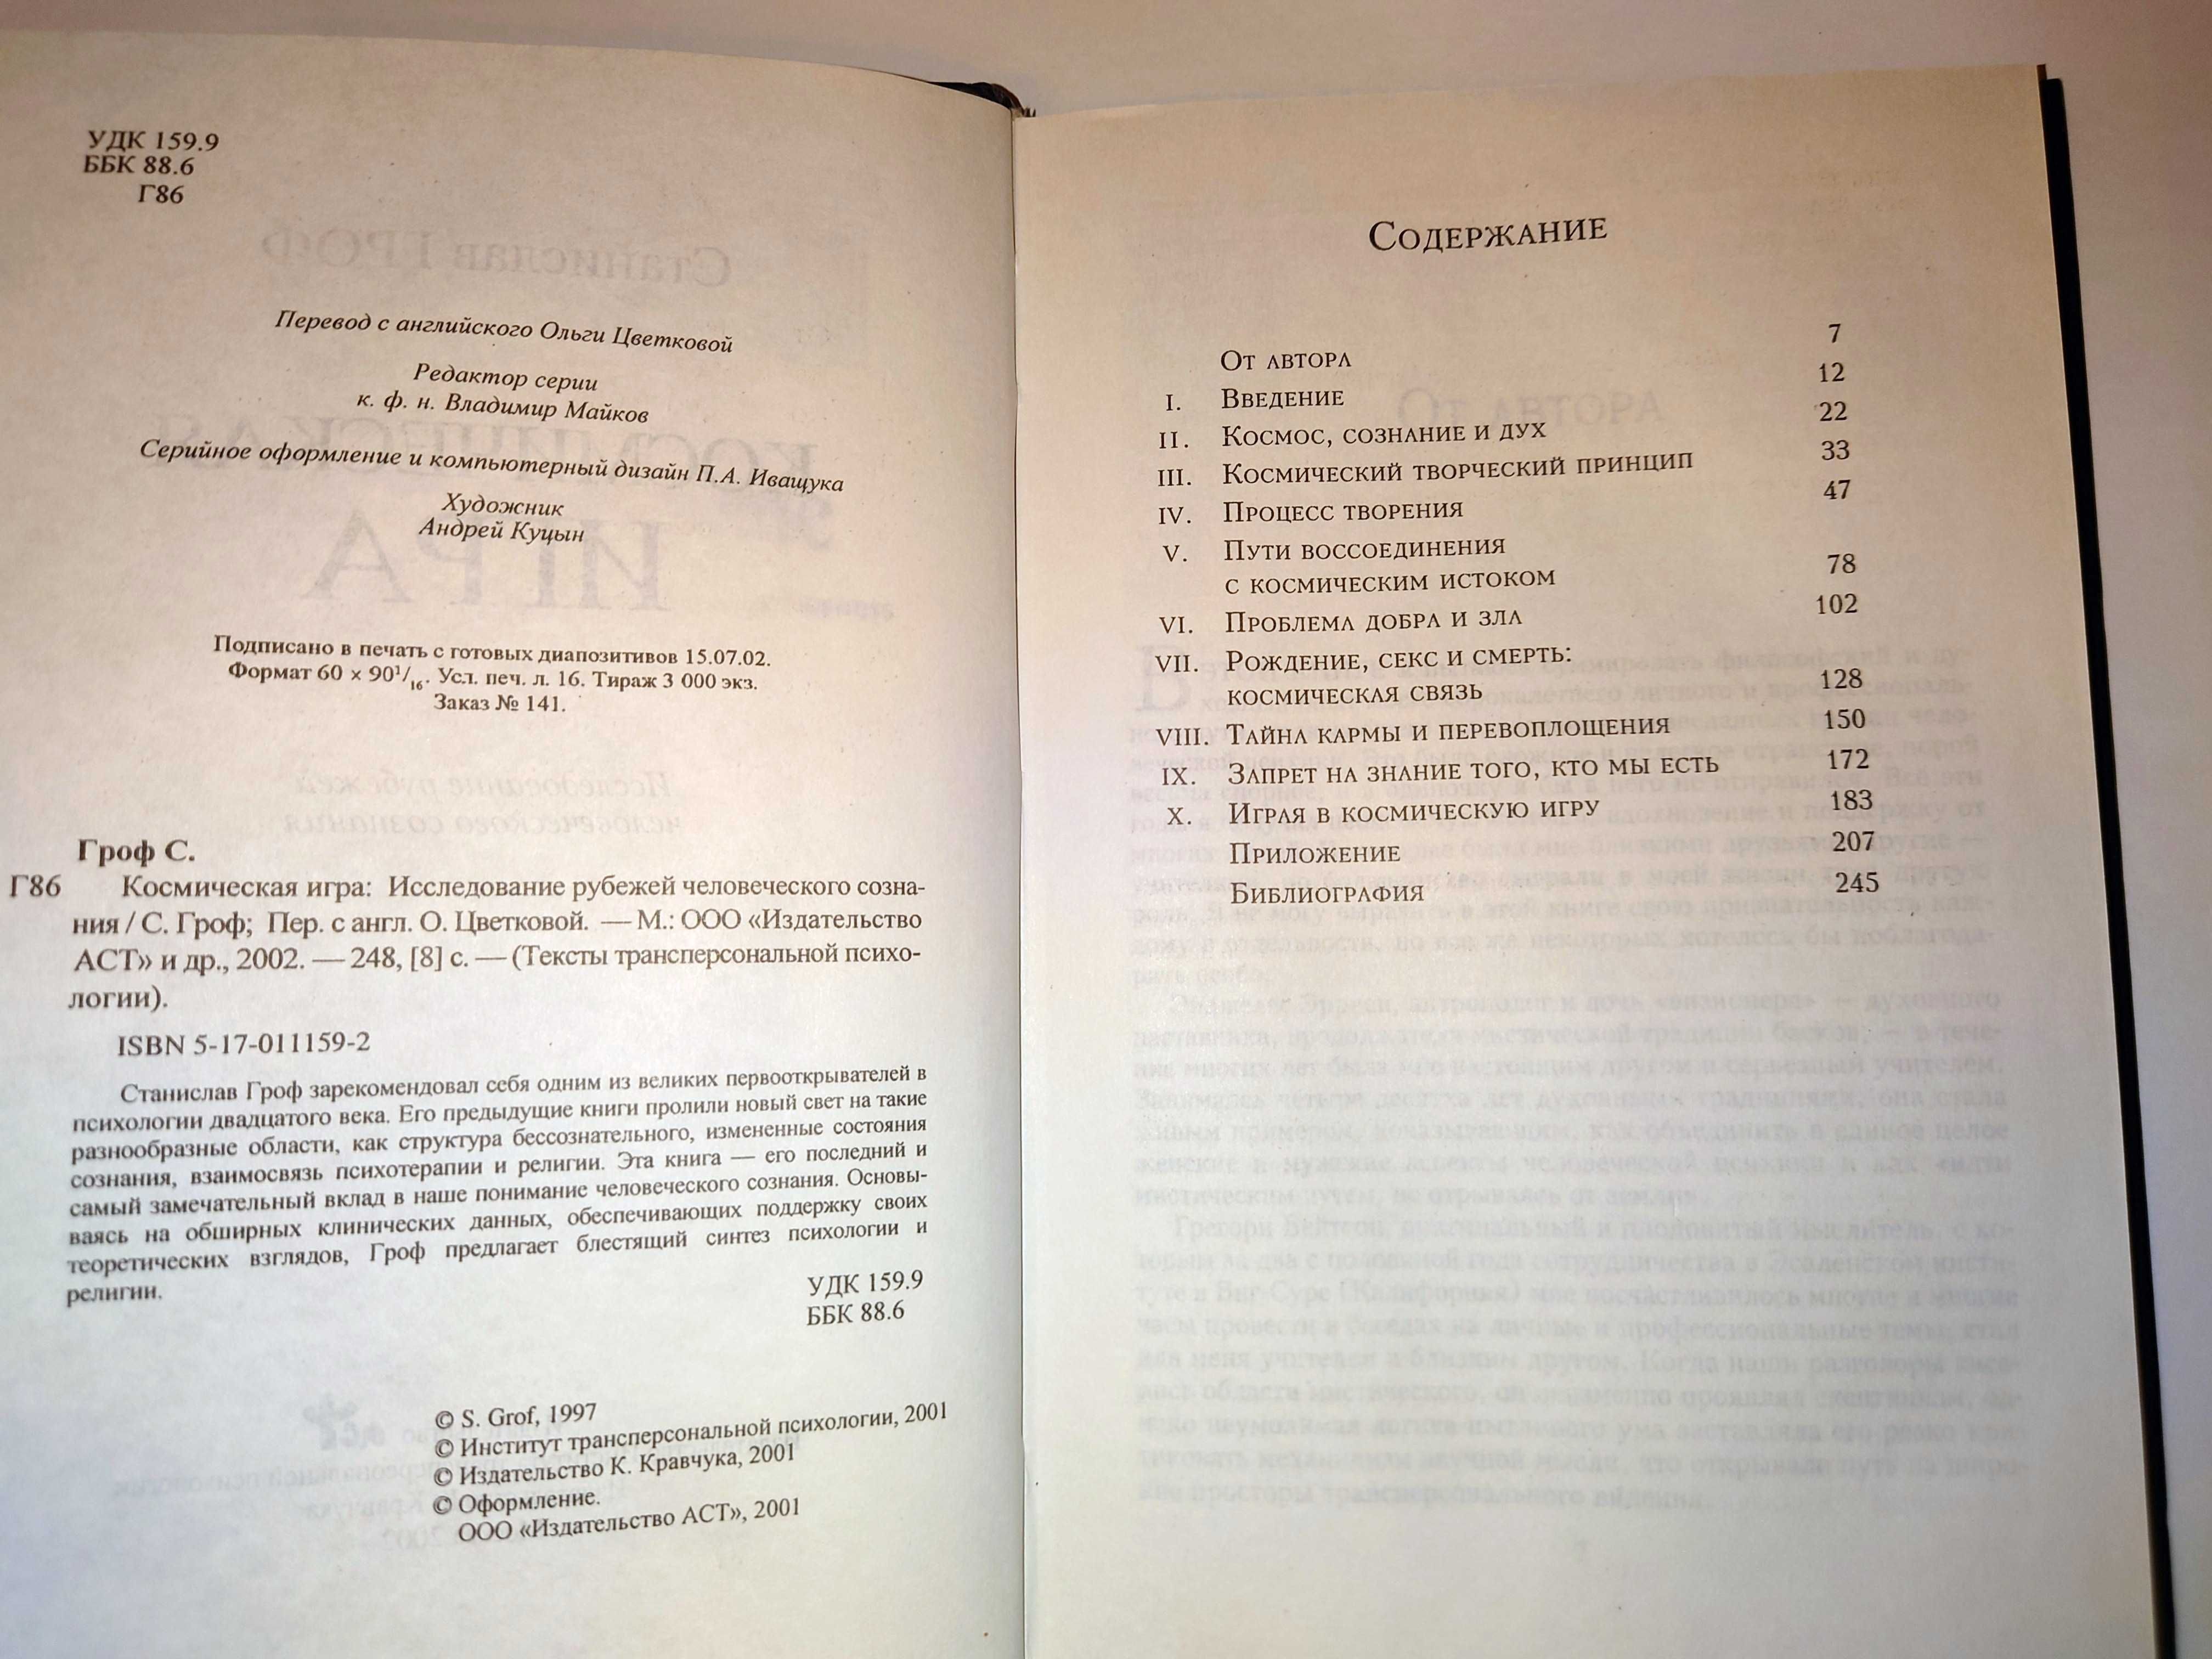 УДК 159.9
ББК 88.6
Г86
Перевод с английского Ольги Цветковой
Редактор серии
к. ф. н. Владимир Майков
Серийное оформление и компьютерный дизайн П.А. Иващука
Художник
Андрей Куцын
Подписано в печать с готовых диапозитивов 15.07.02.
Формат 60 × 90¹/₁₆. Усл. печ. л. 16. Тираж 3 000 экз.
Заказ № 141.
Гроф С.
Г86 Космическая игра: Исследование рубежей человеческого созна-
ния / С. Гроф; Пер. с англ. О. Цветковой. — М.: ООО «Издательство
АСТ» и др., 2002. — 248, [8] с. — (Тексты трансперсональной психо-
логии).
ISBN 5-17-011159-2
Станислав Гроф зарекомендовал себя одним из великих первооткрывателей в
психологии двадцатого века. Его предыдущие книги пролили новый свет на такие
разнообразные области, как структура бессознательного, измененные состояния
сознания, взаимосвязь психотерапии и религии. Эта книга — его последний и
самый замечательный вклад в наше понимание человеческого сознания. Основы-
ваясь на обширных клинических данных, обеспечивающих поддержку своих
теоретических взглядов, Гроф предлагает блестящий синтез психологии и
религии.
УДК 159.9
ББК 88.6
© S. Grof, 1997
© Институт трансперсональной психологии, 2001
© Издательство К. Кравчука, 2001
© Оформление.
ООО «Издательство АСТ», 2001
Содержание
От автора 7
I. Введение 12
II. Космос, сознание и дух 22
III. Космический творческий принцип 33
IV. Процесс творения 47
V. Пути воссоединения
с космическим истоком 78
VI. Проблема добра и зла 102
VII. Рождение, секс и смерть:
космическая связь 128
VIII. Тайна кармы и перевоплощения 150
IX. Запрет на знание того, кто мы есть 172
X. Играя в космическую игру 183
Приложение 207
Библиография 245